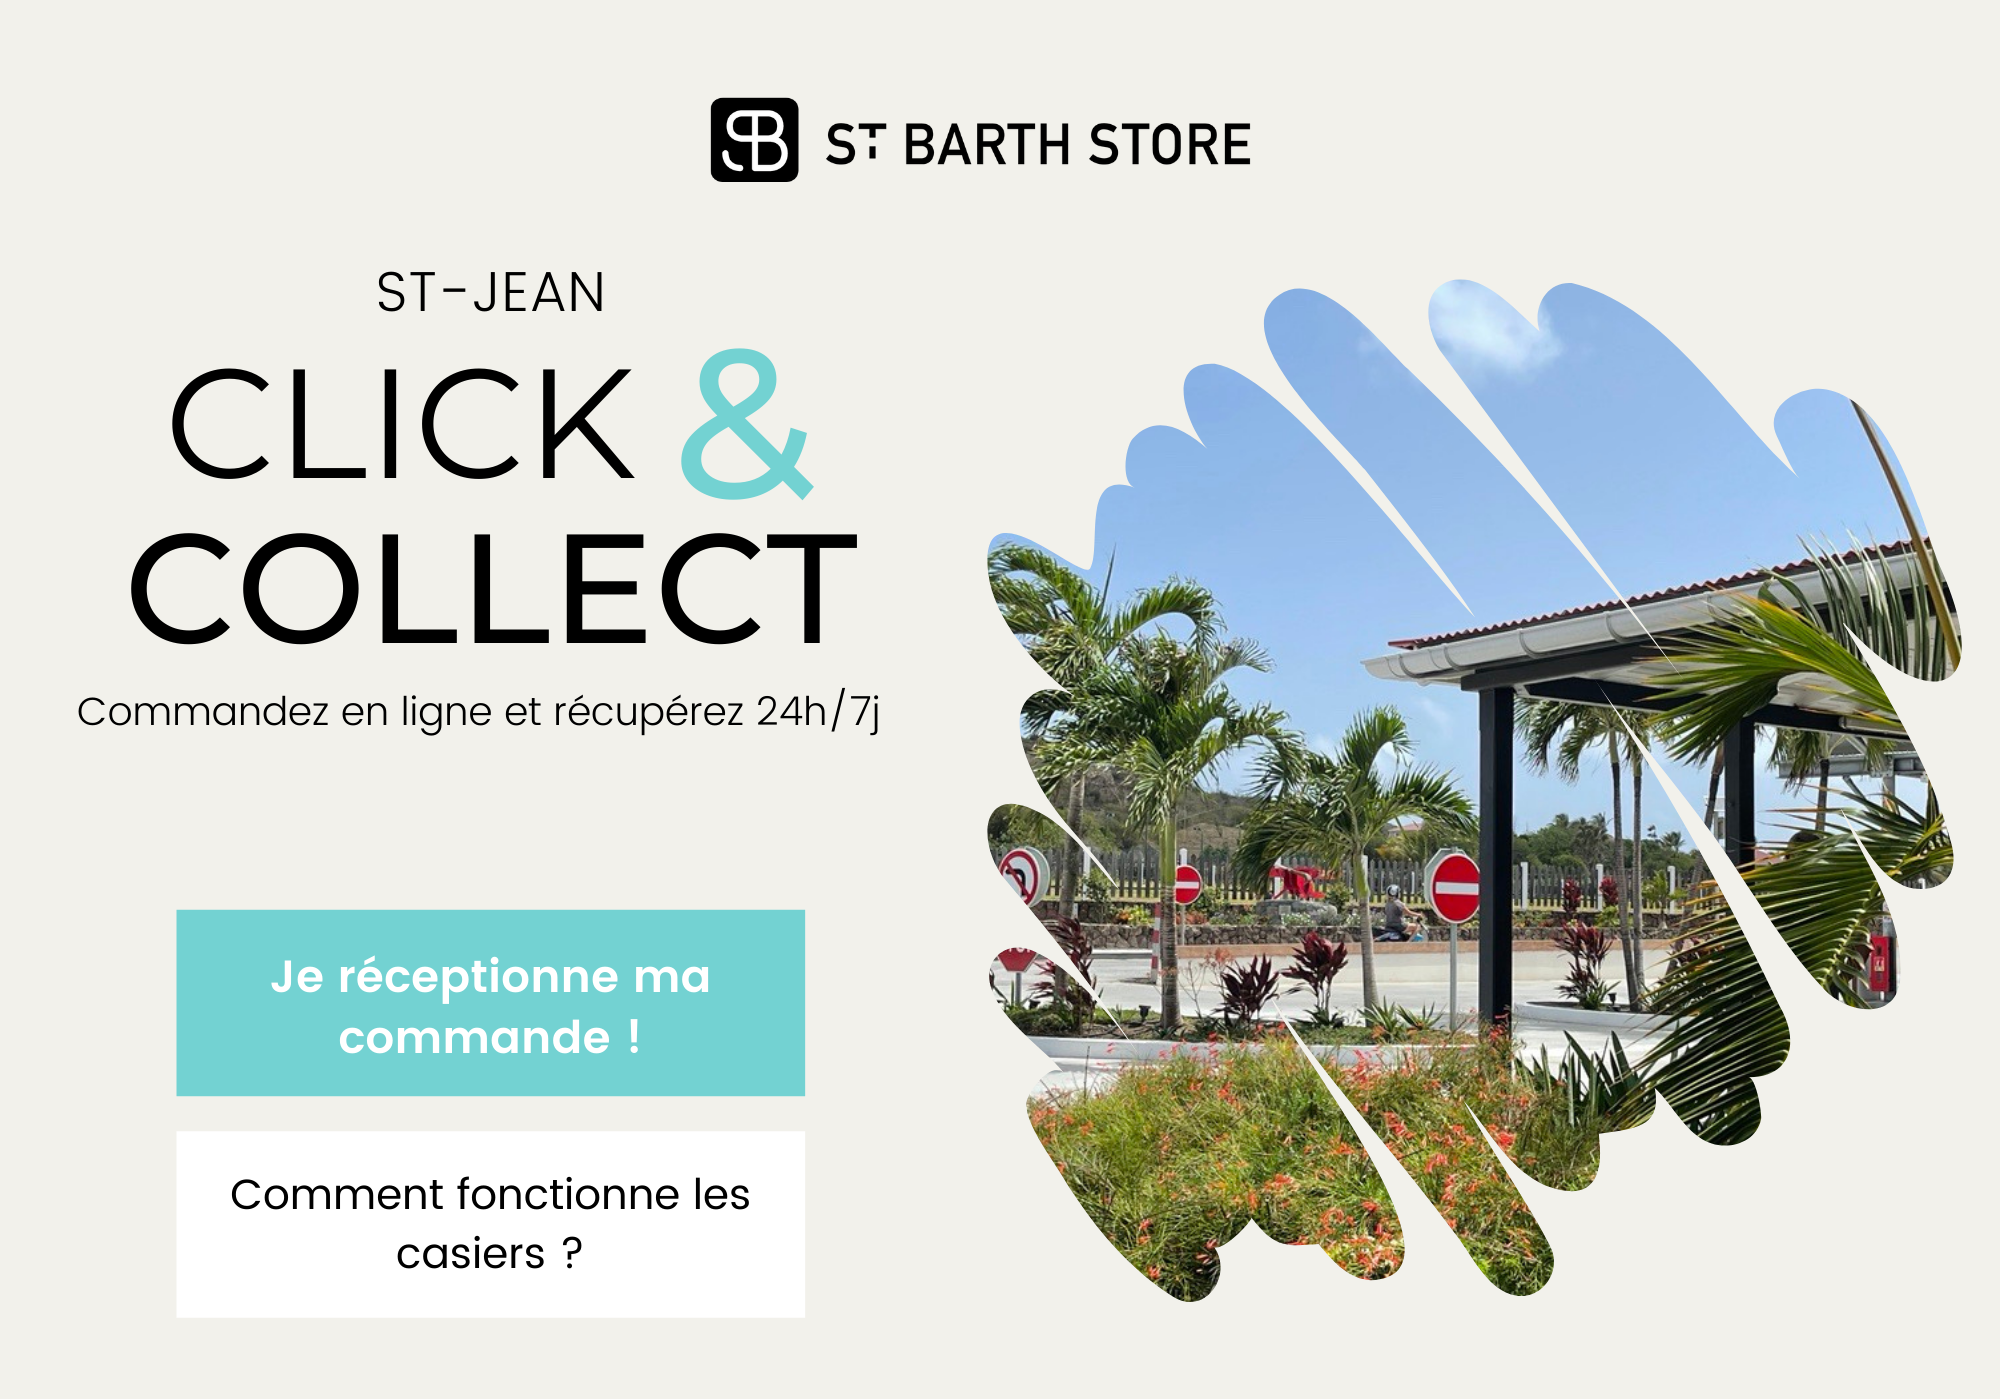 ST BARTH STORE
ST-JEAN
CLICK &
COLLECT
Commandez en ligne et récupérez 24h/7j
Je réceptionne ma
commande !
Comment fonctionne les
casiers ?